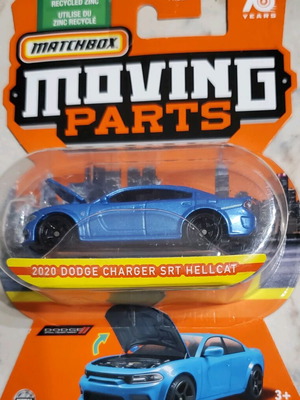 RECYCLED ZINC
UTILISE DU
ZINC RECYCLÉ
70
YEARS
MATCHBOX
MOVING
PARTS
2020 DODGE CHARGER SRT HELLCAT
DODGE
3+